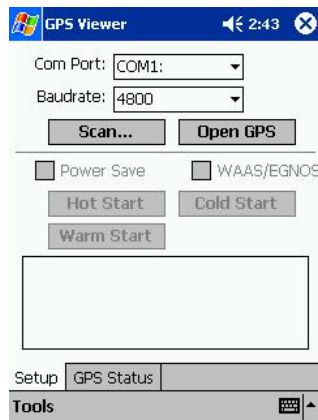 GPS Viewer 2:43
Com Port: COM1:
Baudrate: 4800
Scan... Open GPS
Power Save WAAS/EGNOS
Hot Start Cold Start
Warm Start
Setup GPS Status
Tools